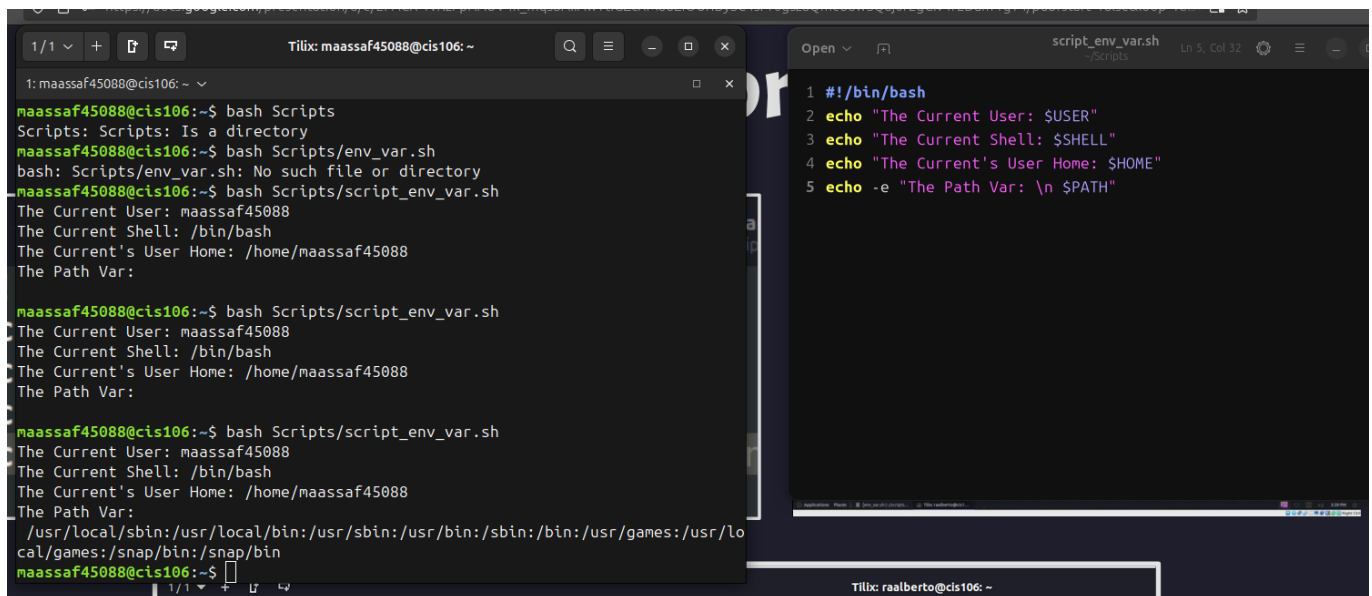 1/1
Tilix: maassaf45088@cis106: ~
1: maassaf45088@cis106: ~
maassaf45088@cis106:~$ bash Scripts
Scripts: Scripts: Is a directory
maassaf45088@cis106:~$ bash Scripts/env_var.sh
bash: Scripts/env_var.sh: No such file or directory
maassaf45088@cis106:~$ bash Scripts/script_env_var.sh
The Current User: maassaf45088
The Current Shell: /bin/bash
The Current's User Home: /home/maassaf45088
The Path Var:
maassaf45088@cis106:~$ bash Scripts/script_env_var.sh
The Current User: maassaf45088
The Current Shell: /bin/bash
The Current's User Home: /home/maassaf45088
The Path Var:
maassaf45088@cis106:~$ bash Scripts/script_env_var.sh
The Current User: maassaf45088
The Current Shell: /bin/bash
The Current's User Home: /home/maassaf45088
The Path Var:
/usr/local/sbin:/usr/local/bin:/usr/sbin:/usr/bin:/sbin:/bin:/usr/games:/usr/lo
cal/games:/snap/bin:/snap/bin
maassaf45088@cis106:~$
Open
script_env_var.sh
~/Scripts
Ln 5, Col 32
1 #!/bin/bash
2 echo "The Current User: $USER"
3 echo "The Current Shell: $SHELL"
4 echo "The Current's User Home: $HOME"
5 echo -e "The Path Var: \n $PATH"
1/1
Tilix: raalberto@cis106: ~